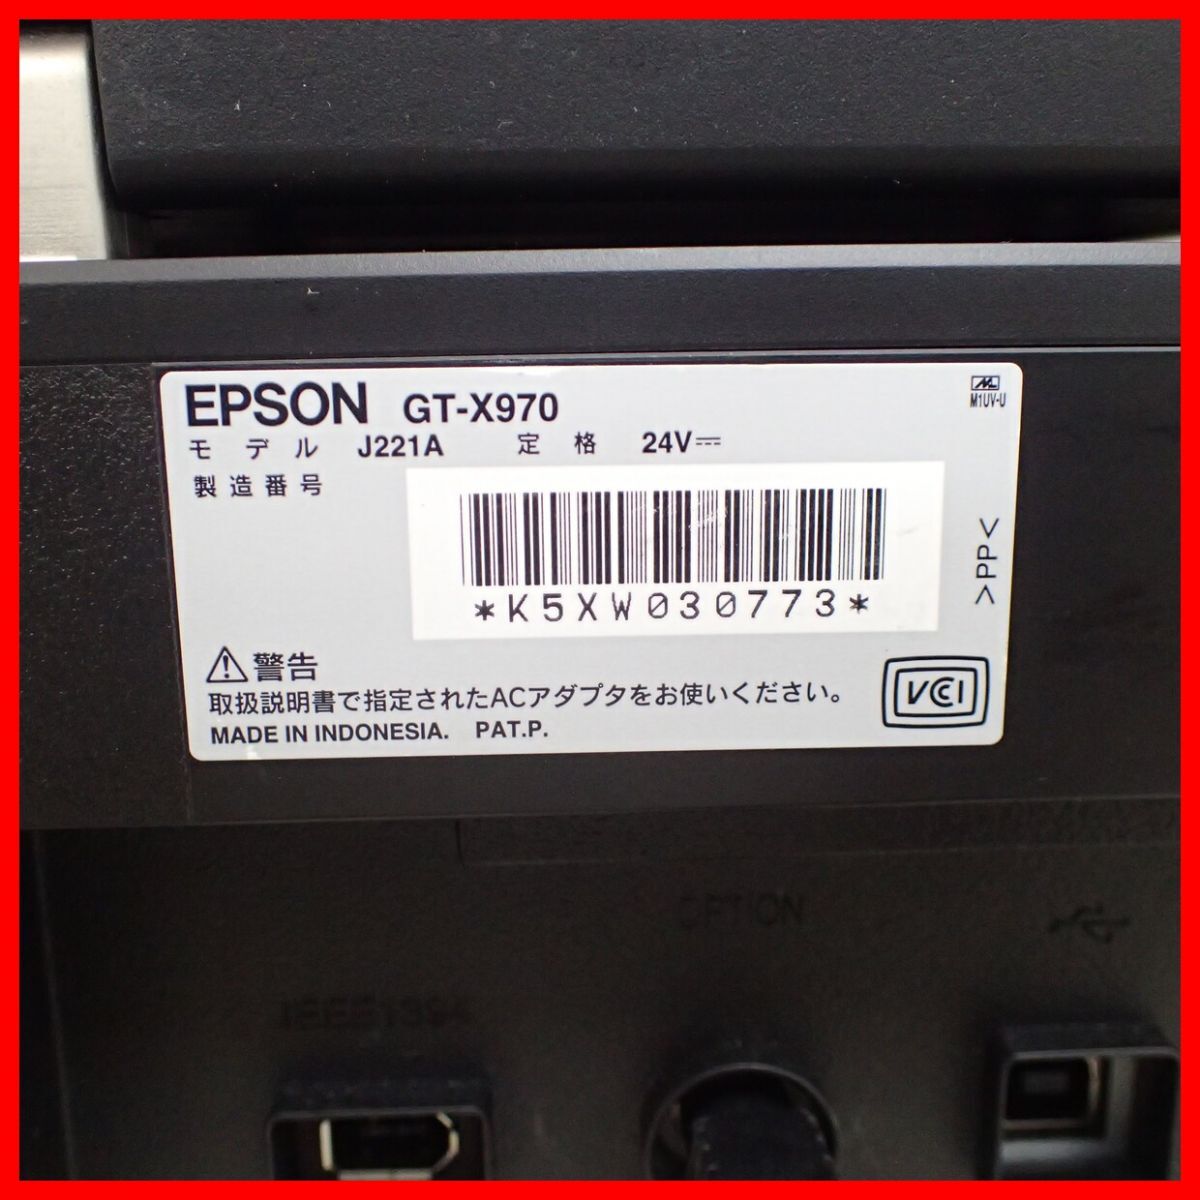 EPSON GT-X970
M1UV-U
モデル J221A 定格 24V⎓
製造番号
*K5XW030773*
>PP<
⚠警告
取扱説明書で指定されたACアダプタをお使いください。
VCCI
MADE IN INDONESIA. PAT.P.
OPTION
IEEE1394